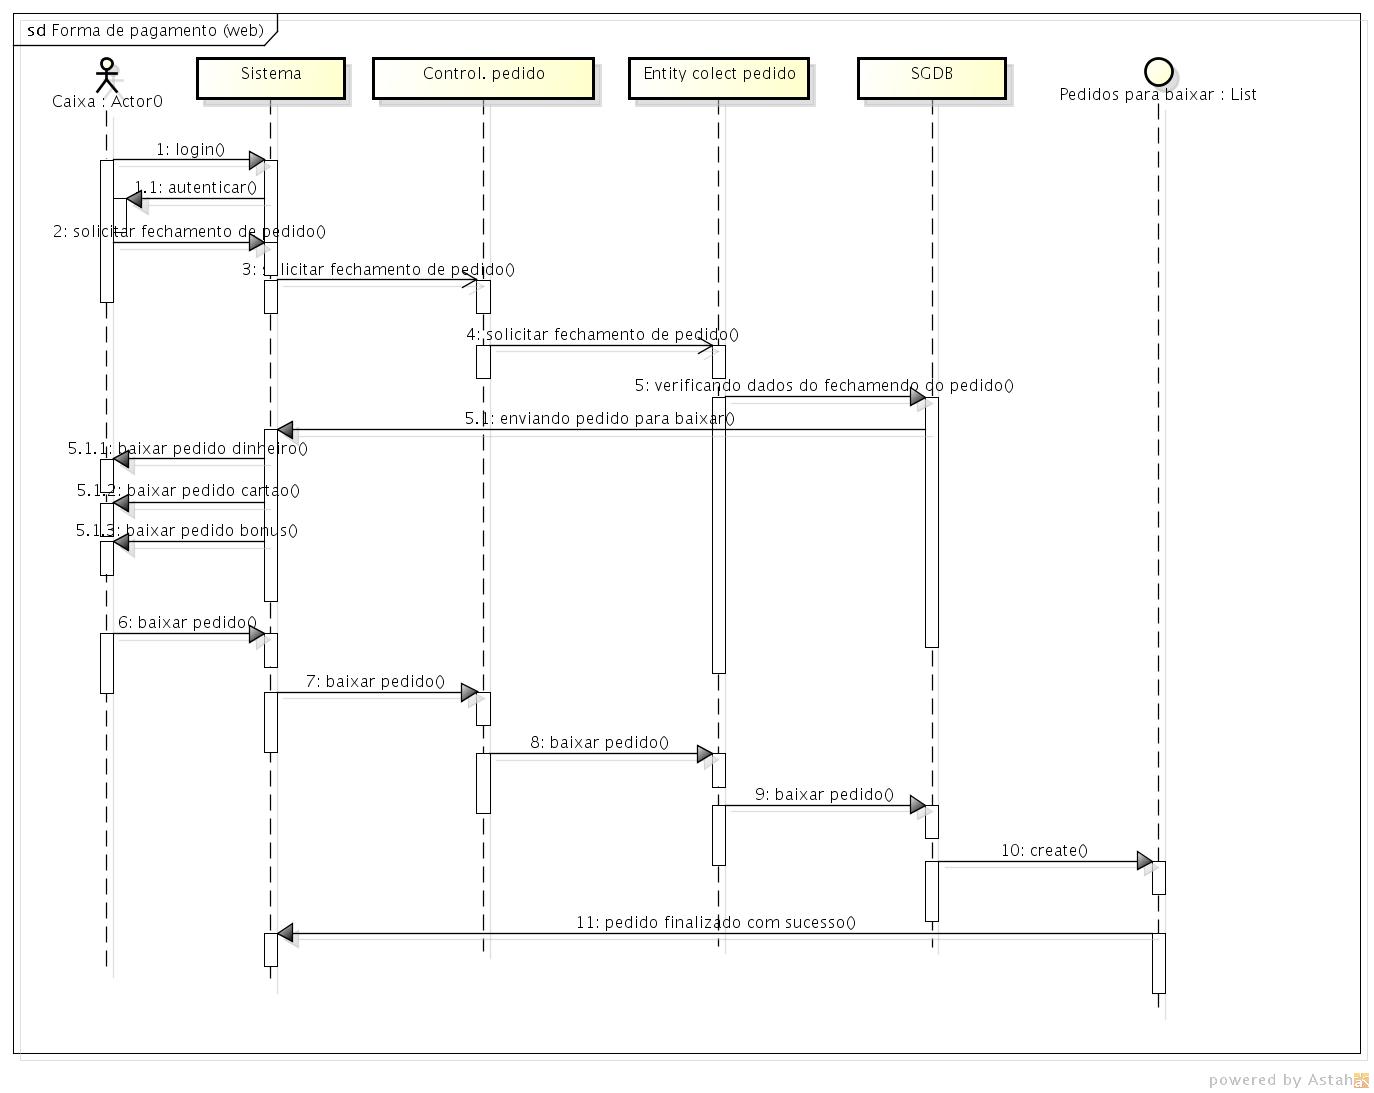 sd Forma de pagamento (web)
Sistema
Control. pedido
Entity colect pedido
SGDB
Caixa : Actor0
Pedidos para baixar : List
1: login()
1.1: autenticar()
2: solicitar fechamento de pedido()
3: solicitar fechamento de pedido()
4: solicitar fechamento de pedido()
5: verificando dados do fechamendo do pedido()
5.1: enviando pedido para baixar()
5.1.1: baixar pedido dinheiro()
5.1.2: baixar pedido cartao()
5.1.3: baixar pedido bonus()
6: baixar pedido()
7: baixar pedido()
8: baixar pedido()
9: baixar pedido()
10: create()
11: pedido finalizado com sucesso()
powered by Astah